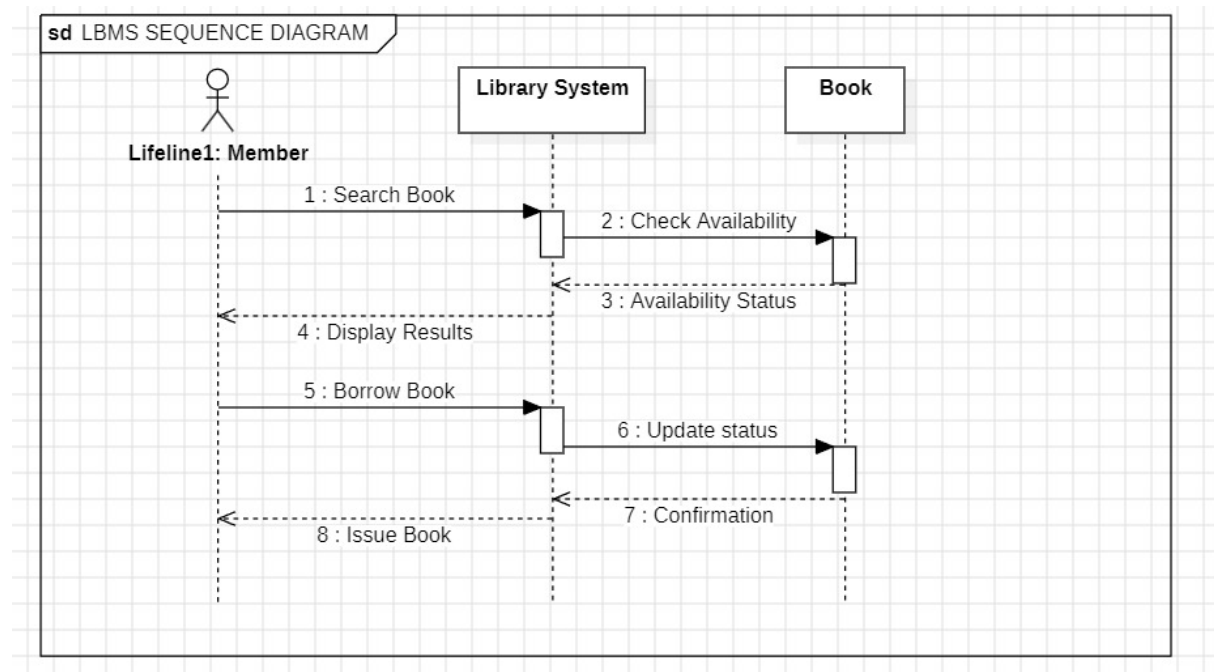 sd LBMS SEQUENCE DIAGRAM
Library System
Book
Lifeline1: Member
1 : Search Book
2 : Check Availability
3 : Availability Status
4 : Display Results
5 : Borrow Book
6 : Update status
7 : Confirmation
8 : Issue Book